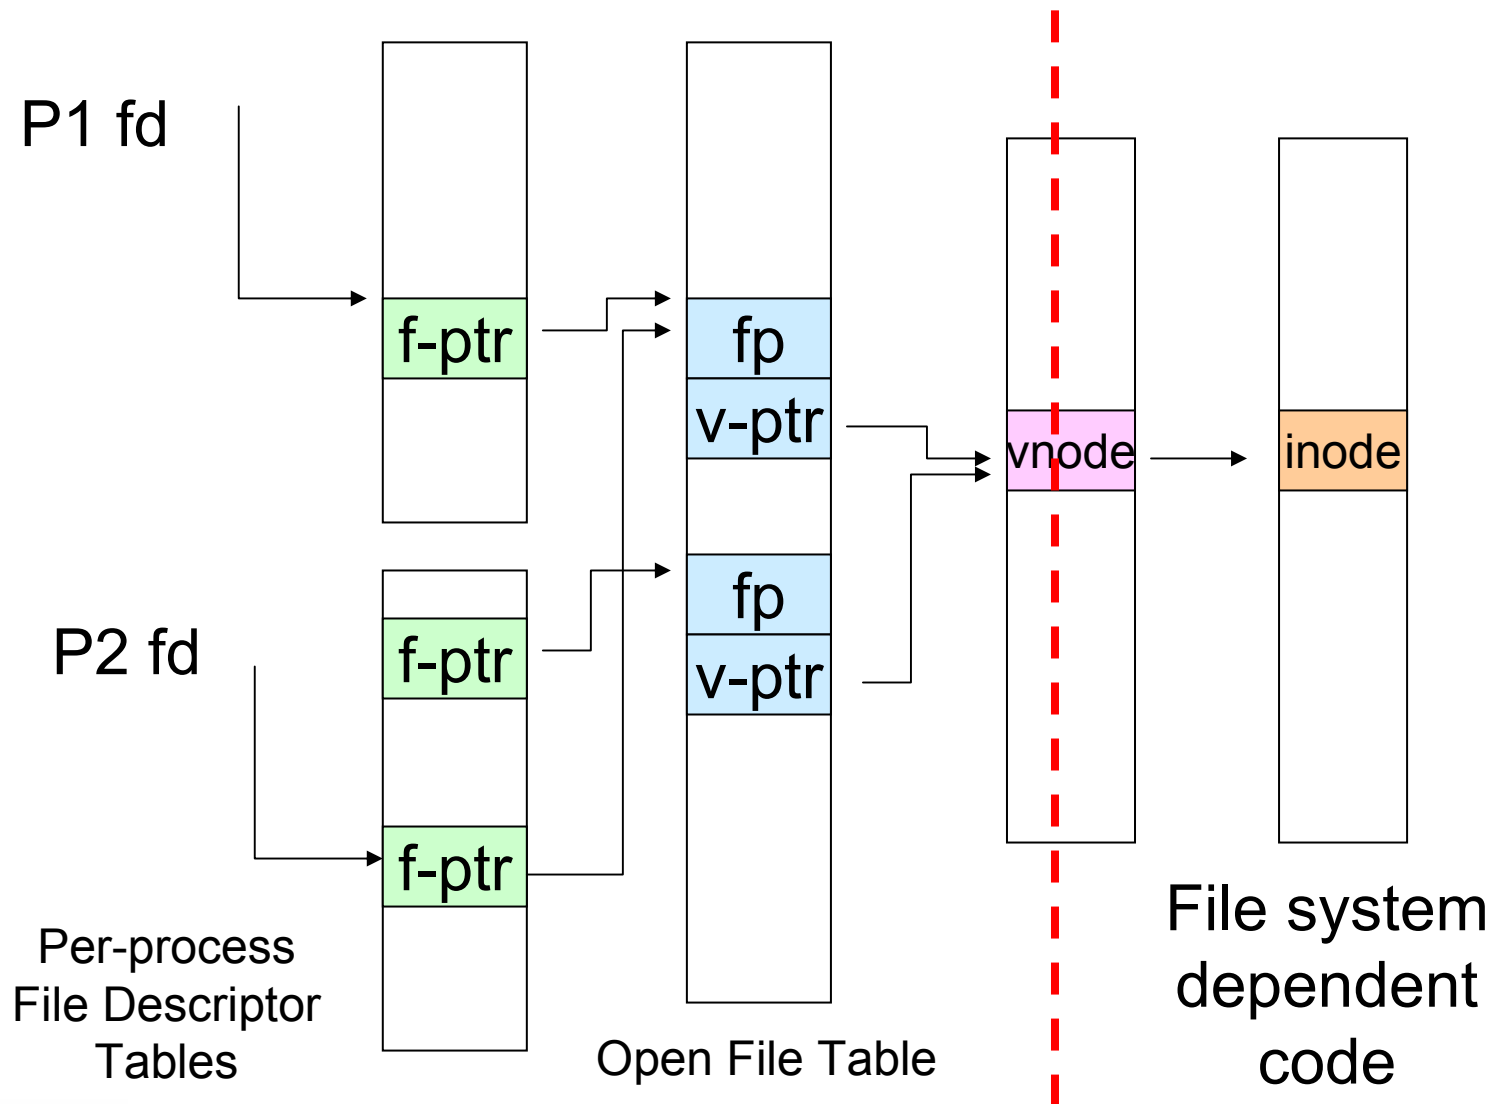 P1 fd
f-ptr
fp
v-ptr
vnode
inode
fp
P2 fd
f-ptr
v-ptr
f-ptr
Per-process
File Descriptor
Tables
Open File Table
File system
dependent
code